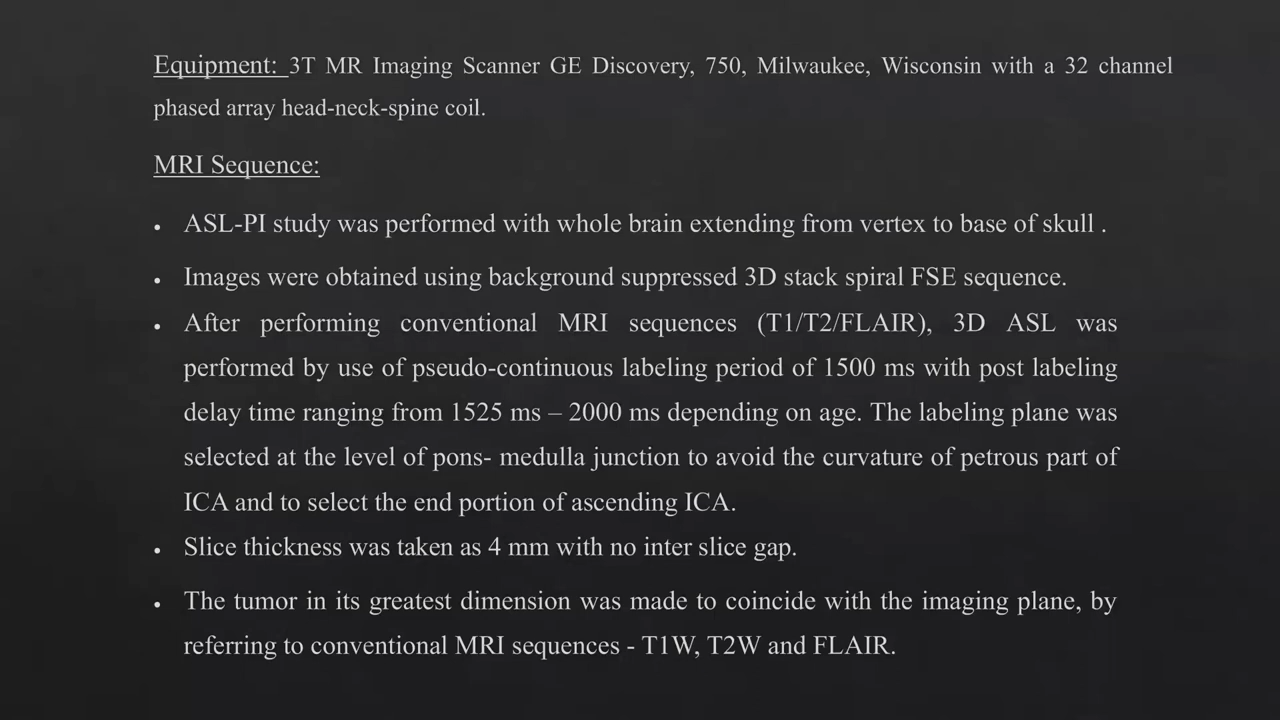 Equipment: 3T MR Imaging Scanner GE Discovery, 750, Milwaukee, Wisconsin with a 32 channel
phased array head-neck-spine coil.
MRI Sequence:
• ASL-PI study was performed with whole brain extending from vertex to base of skull .
• Images were obtained using background suppressed 3D stack spiral FSE sequence.
• After performing conventional MRI sequences (T1/T2/FLAIR), 3D ASL was
performed by use of pseudo-continuous labeling period of 1500 ms with post labeling
delay time ranging from 1525 ms – 2000 ms depending on age. The labeling plane was
selected at the level of pons- medulla junction to avoid the curvature of petrous part of
ICA and to select the end portion of ascending ICA.
• Slice thickness was taken as 4 mm with no inter slice gap.
• The tumor in its greatest dimension was made to coincide with the imaging plane, by
referring to conventional MRI sequences - T1W, T2W and FLAIR.